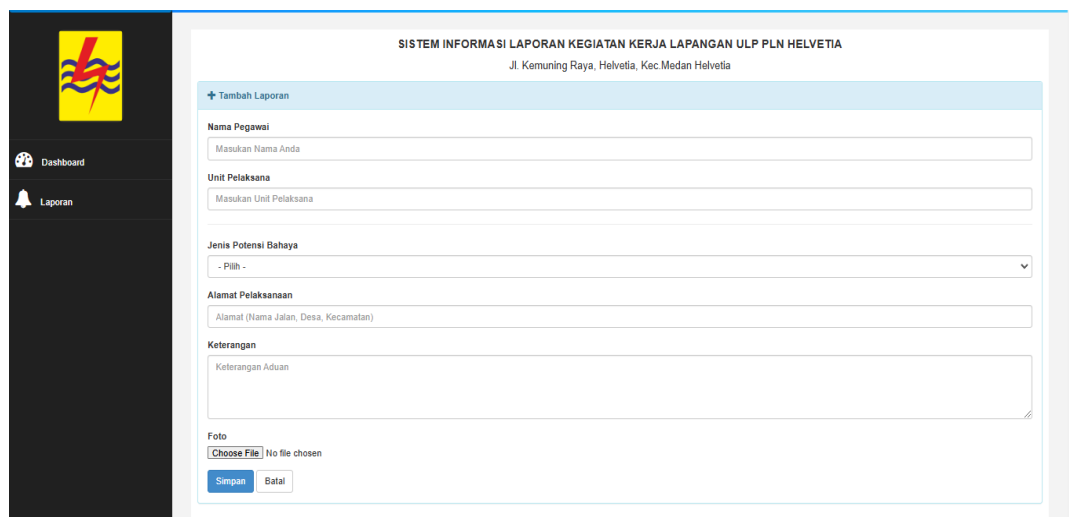 SISTEM INFORMASI LAPORAN KEGIATAN KERJA LAPANGAN ULP PLN HELVETIA
Jl. Kemuning Raya, Helvetia, Kec.Medan Helvetia
Dashboard
Laporan
Tambah Laporan
Nama Pegawai
Masukan Nama Anda
Unit Pelaksana
Masukan Unit Pelaksana
Jenis Potensi Bahaya
- Pilih -
Alamat Pelaksanaan
Alamat (Nama Jalan, Desa, Kecamatan)
Keterangan
Keterangan Aduan
Foto
Choose File No file chosen
Simpan Batal